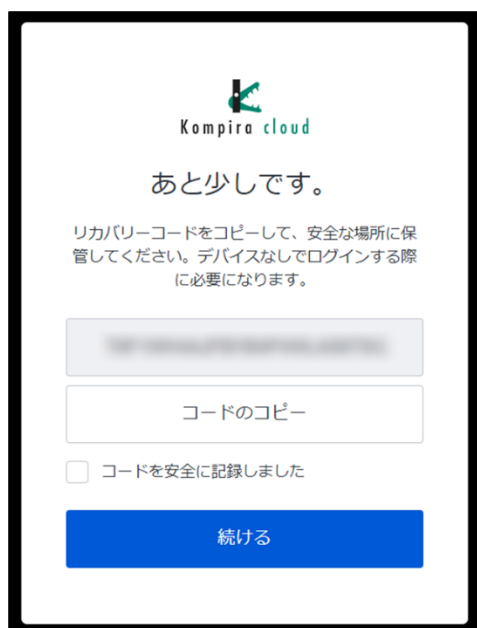 Kompira cloud
あと少しです。
リカバリーコードをコピーして、安全な場所に保
管してください。デバイスなしでログインする際
に必要になります。
コードのコピー
コードを安全に記録しました
続ける